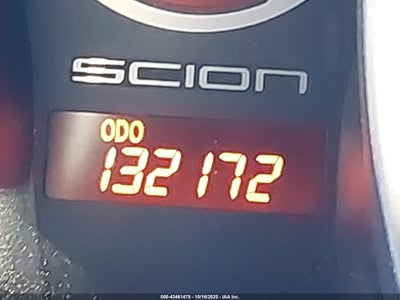 SCION
ODO
132172
000-43461478 - 10/16/2025 - IAA Inc.